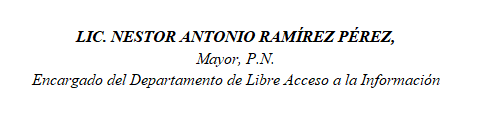 LIC. NESTOR ANTONIO RAMÍREZ PÉREZ,
Mayor, P.N.
Encargado del Departamento de Libre Acceso a la Información